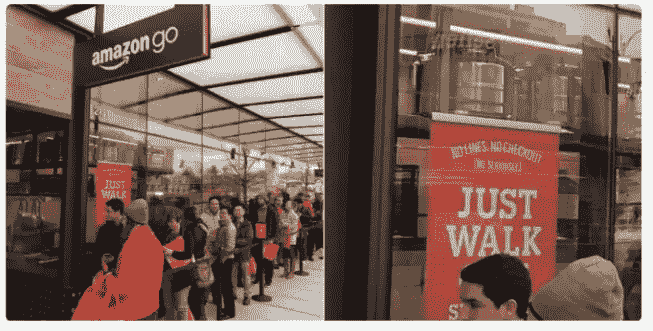 amazon go
JUST
WALK
NO LINES. NO CHECKOUT.
(NO SERIOUSLY.)
JUST
WALK